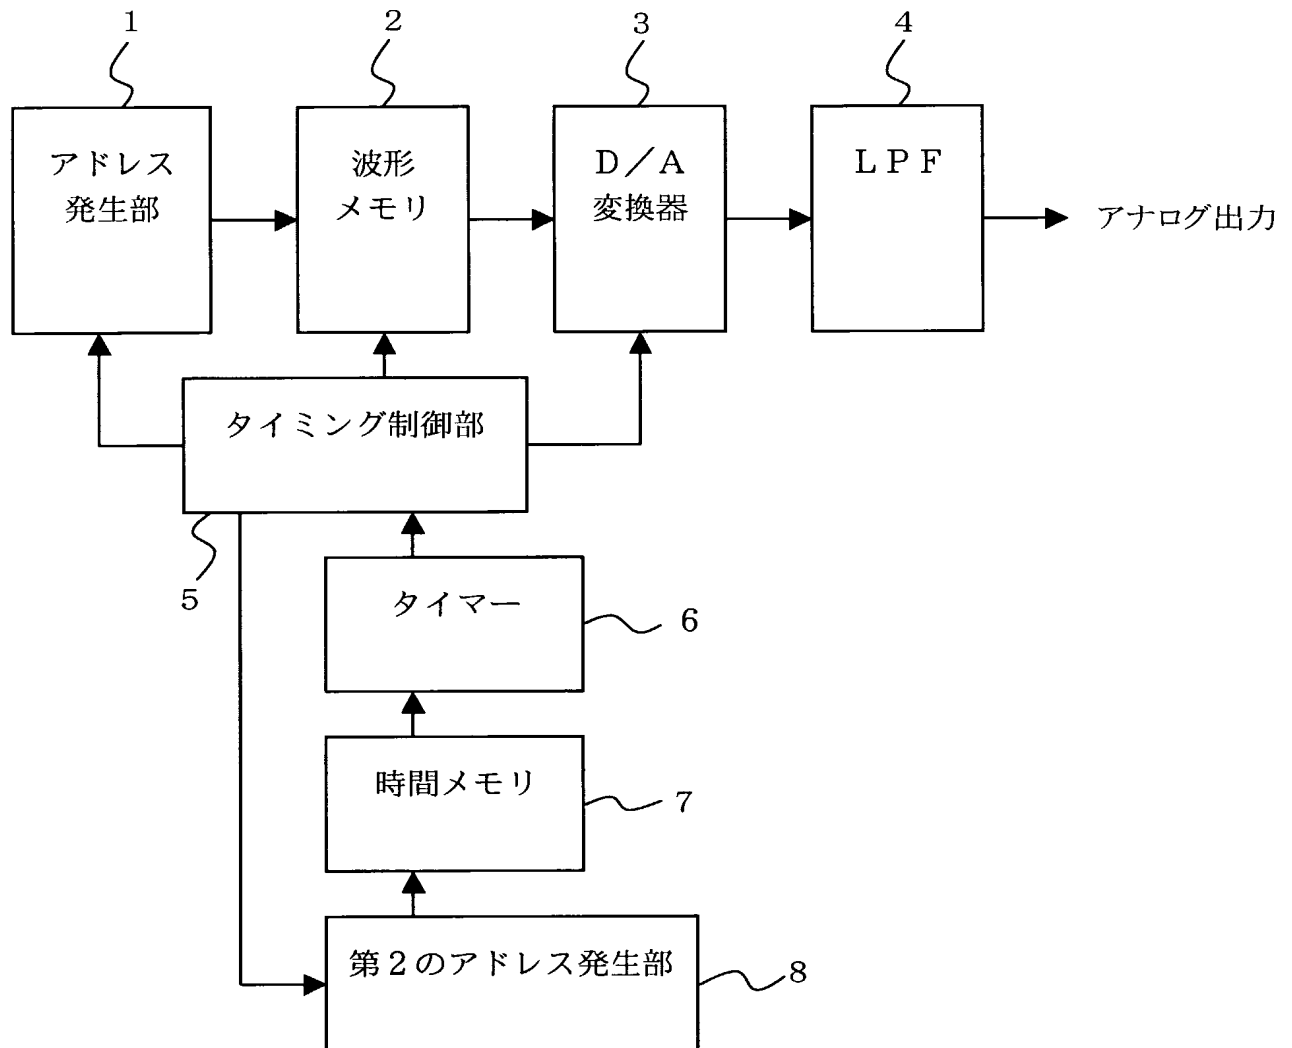 1
2
3
4
アドレス
発生部
波形
メモリ
D／A
変換器
LPF
アナログ出力
タイミング制御部
5
タイマー
6
時間メモリ
7
第2のアドレス発生部
8